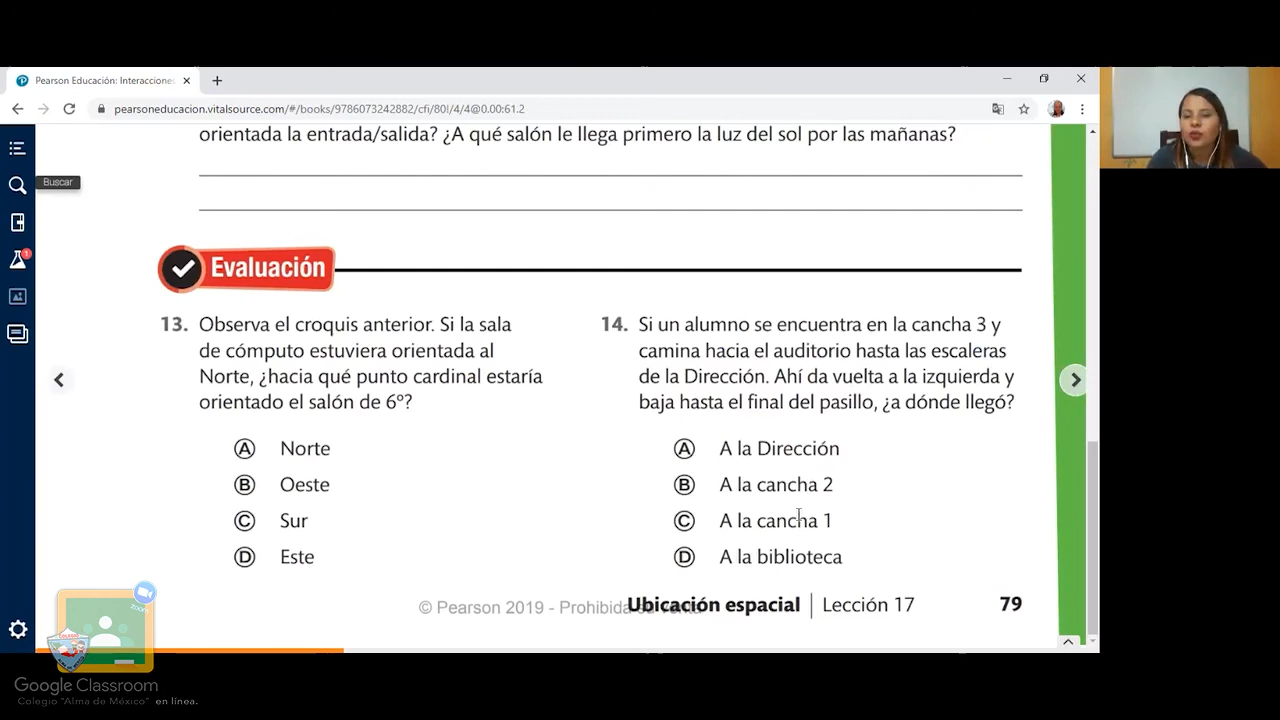 Pearson Educación: Interacciones
pearsoneducacion.vitalsource.com/#/books/9786073242882/cfi/80!/4/4@0.00:61.2
orientada la entrada/salida? ¿A qué salón le llega primero la luz del sol por las mañanas?
Buscar
1
Evaluación
13. Observa el croquis anterior. Si la sala
de cómputo estuviera orientada al
Norte, ¿hacia qué punto cardinal estaría
orientado el salón de 6º?
A Norte
B Oeste
C Sur
D Este
14. Si un alumno se encuentra en la cancha 3 y
camina hacia el auditorio hasta las escaleras
de la Dirección. Ahí da vuelta a la izquierda y
baja hasta el final del pasillo, ¿a dónde llegó?
A A la Dirección
B A la cancha 2
C A la cancha 1
D A la biblioteca
© Pearson 2019 - Prohibida su venta
Ubicación espacial | Lección 17 79
zoom
COLEGIO
Google Classroom
Colegio "Alma de México" en línea.